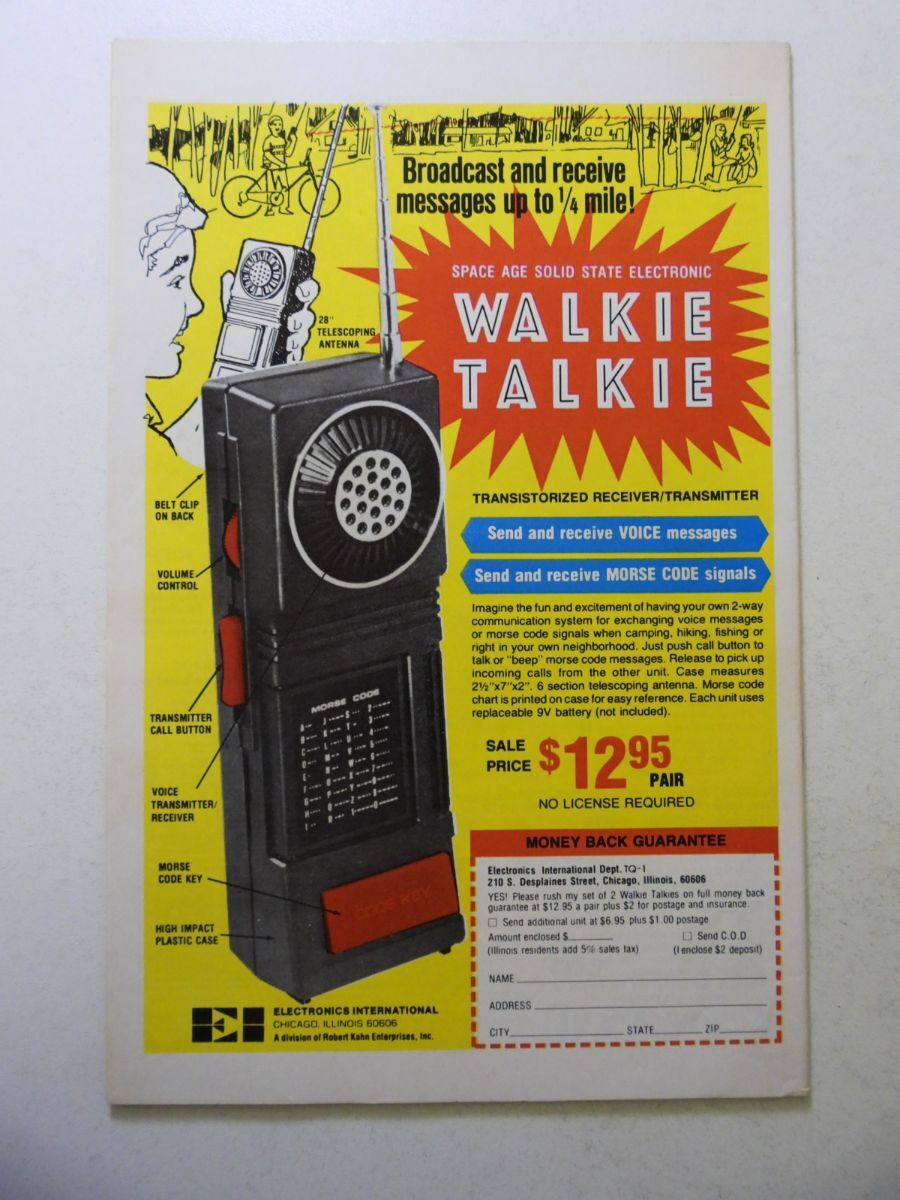 Broadcast and receive
messages up to 1/4 mile!
SPACE AGE SOLID STATE ELECTRONIC
WALKIE
TALKIE
28"
TELESCOPING
ANTENNA
BELT CLIP
ON BACK
VOLUME
CONTROL
TRANSMITTER
CALL BUTTON
VOICE
TRANSMITTER/
RECEIVER
MORSE
CODE KEY
HIGH IMPACT
PLASTIC CASE
MORSE CODE
TRANSISTORIZED RECEIVER/TRANSMITTER
Send and receive VOICE messages
Send and receive MORSE CODE signals
Imagine the fun and excitement of having your own 2-way
communication system for exchanging voice messages
or morse code signals when camping, hiking, fishing or
right in your own neighborhood. Just push call button to
talk or "beep" morse code messages. Release to pick up
incoming calls from the other unit. Case measures
2½"x7"x2". 6 section telescoping antenna. Morse code
chart is printed on case for easy reference. Each unit uses
replaceable 9V battery (not included).
SALE
PRICE $12 95
PAIR
NO LICENSE REQUIRED
MONEY BACK GUARANTEE
Electronics International Dept. TQ-1
210 S. Desplaines Street, Chicago, Illinois, 60606
YES! Please rush my set of 2 Walkie Talkies on full money back
guarantee at $12.95 a pair plus $2 for postage and insurance.
□ Send additional unit at $6.95 plus $1.00 postage
Amount enclosed $ □ Send C.O.D
(Illinois residents add 5% sales tax) (I enclose $2 deposit)
NAME
ADDRESS
CITY STATE ZIP
EI
ELECTRONICS INTERNATIONAL
CHICAGO, ILLINOIS 60606
A division of Robert Kahn Enterprises, Inc.